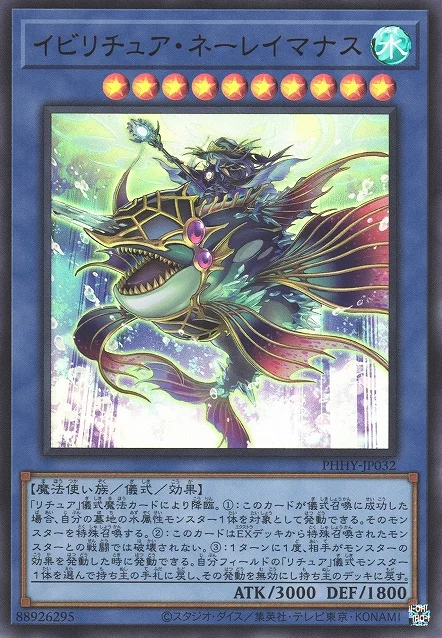 イビリチュア・ネーレイマナス
水
PHHY-JP032
【魔法使い族／儀式／効果】
「リチュア」儀式魔法カードにより降臨。①：このカードが儀式召喚に成功した
場合、自分の墓地の水属性モンスター1体を対象として発動できる。そのモン
スターを特殊召喚する。②：このカードはEXデッキから特殊召喚されたモン
スターとの戦闘では破壊されない。③：1ターンに1度、相手がモンスターの
効果を発動した時に発動できる。自分フィールドの「リチュア」儀式モンスター
1体を選んで持ち主の手札に戻し、その発動を無効にし持ち主のデッキに戻す。
ATK/3000 DEF/1800
88926295
©スタジオ・ダイス／集英社・テレビ東京・KONAMI